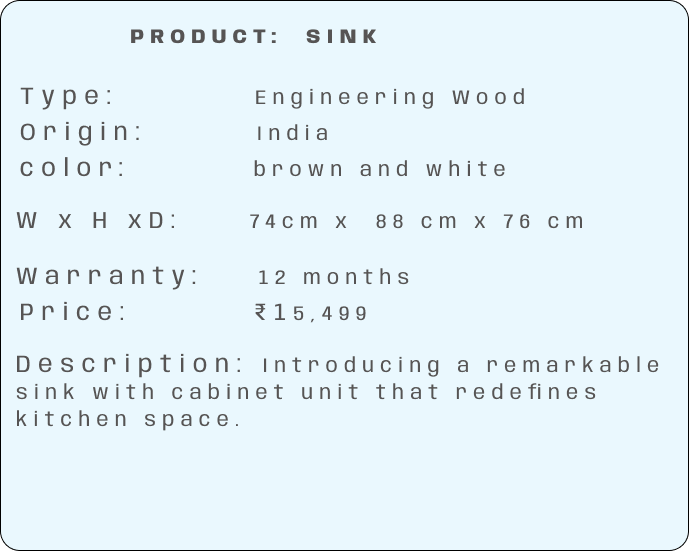 PRODUCT: SINK
Type: Engineering Wood
Origin: India
color: brown and white
W x H xD: 74cm x 88 cm x 76 cm
Warranty: 12 months
Price: ₹15,499
Description: Introducing a remarkable
sink with cabinet unit that redefines
kitchen space.